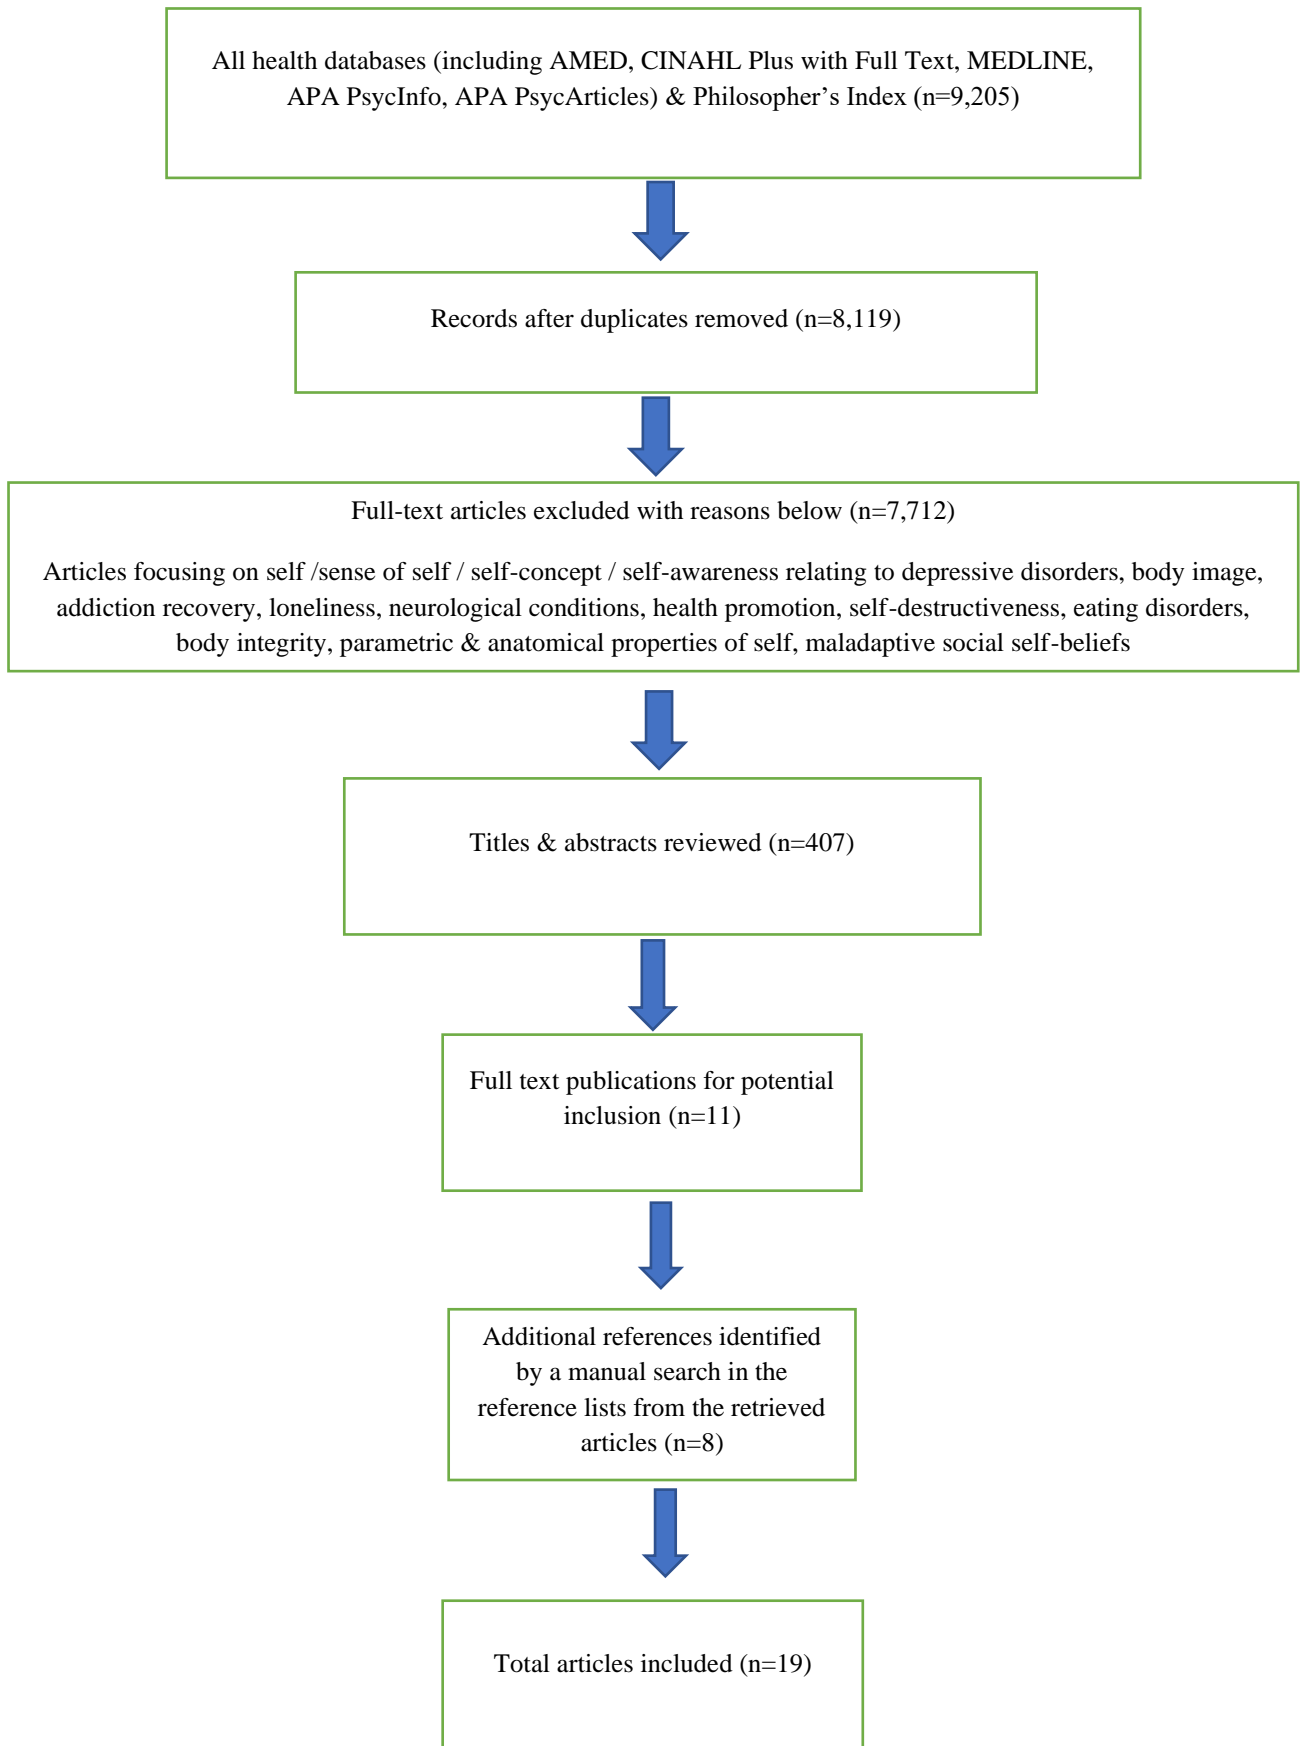 All health databases (including AMED, CINAHL Plus with Full Text, MEDLINE,
APA PsycInfo, APA PsycArticles) & Philosopher’s Index (n=9,205)
Records after duplicates removed (n=8,119)
Full-text articles excluded with reasons below (n=7,712)
Articles focusing on self /sense of self / self-concept / self-awareness relating to depressive disorders, body image,
addiction recovery, loneliness, neurological conditions, health promotion, self-destructiveness, eating disorders,
body integrity, parametric & anatomical properties of self, maladaptive social self-beliefs
Titles & abstracts reviewed (n=407)
Full text publications for potential
inclusion (n=11)
Additional references identified
by a manual search in the
reference lists from the retrieved
articles (n=8)
Total articles included (n=19)